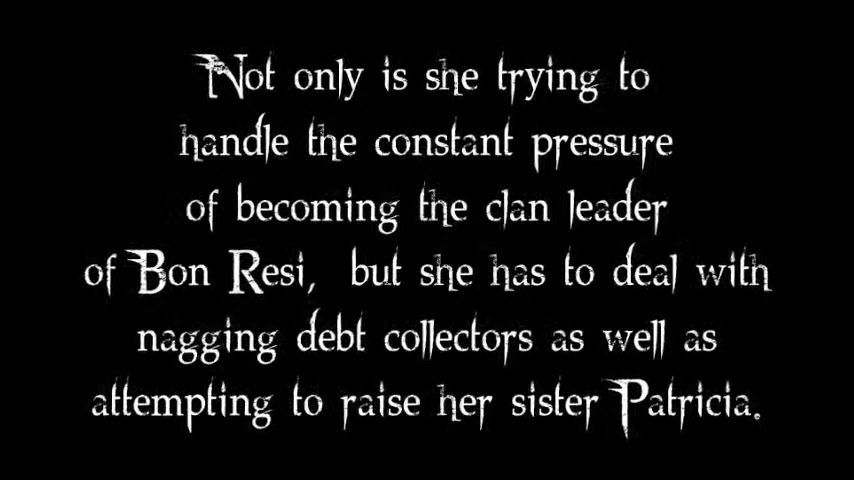 Not only is she trying to
handle the constant pressure
of becoming the clan leader
of Bon Resi, but she has to deal with
nagging debt collectors as well as
attempting to raise her sister Patricia.